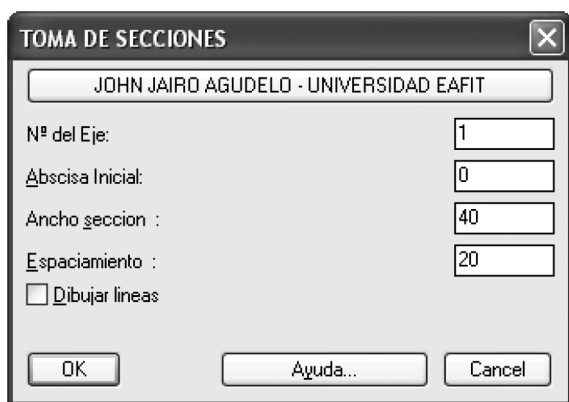 TOMA DE SECCIONES
JOHN JAIRO AGUDELO - UNIVERSIDAD EAFIT
Nº del Eje: 1
Abscisa Inicial: 0
Ancho seccion : 40
Espaciamiento : 20
Dibujar lineas
OK Ayuda... Cancel